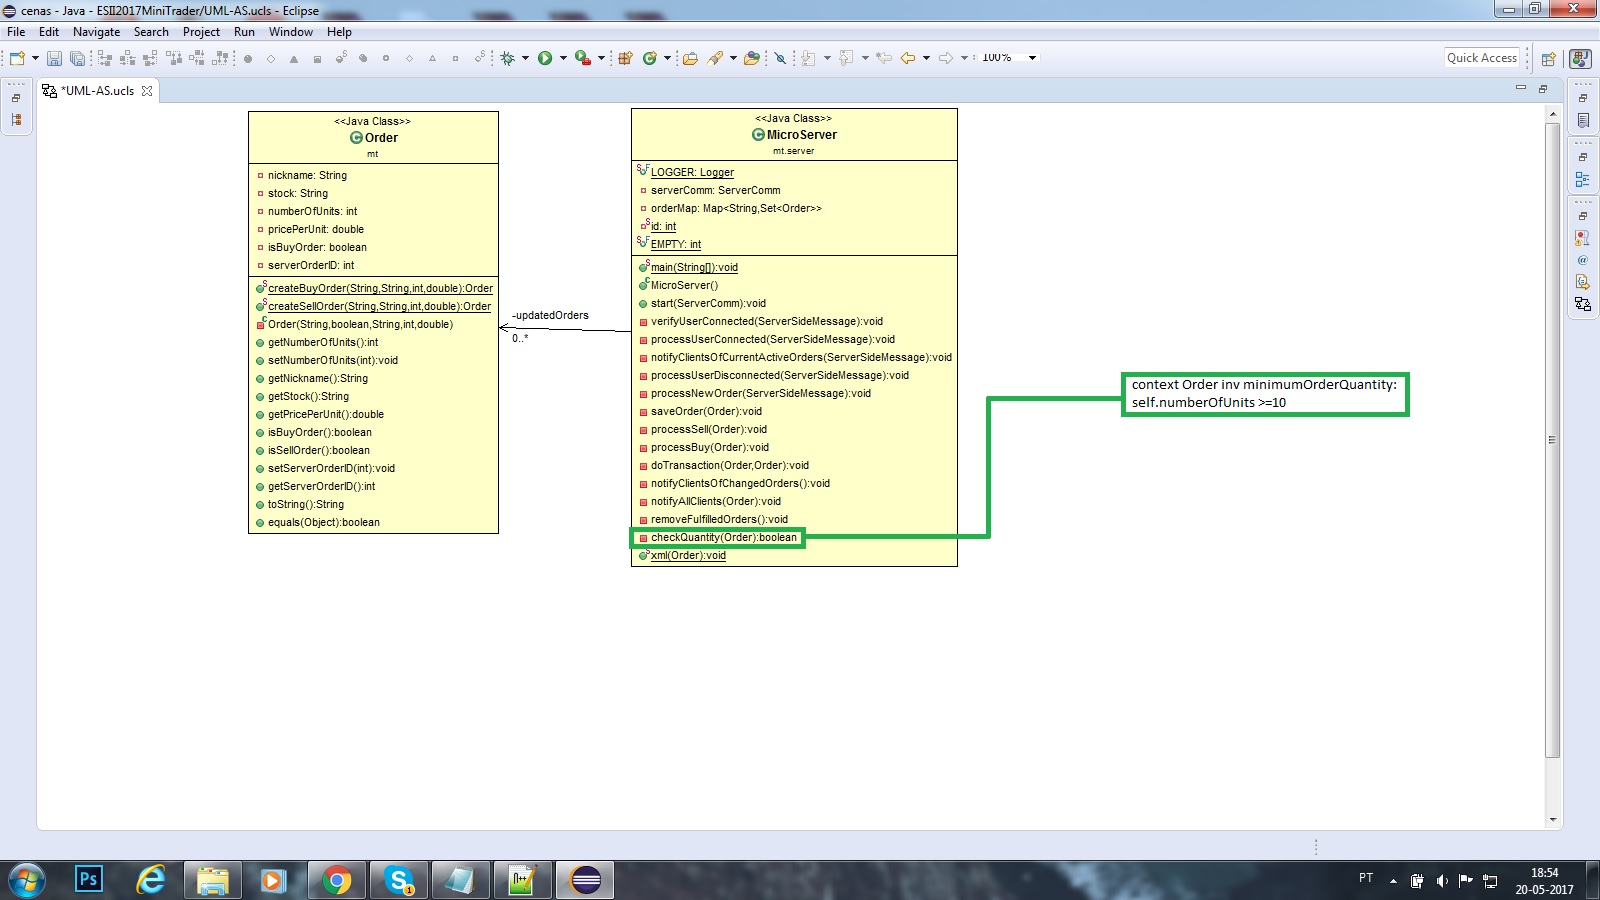 cenas - Java - ESII2017MiniTrader/UML-AS.ucls - Eclipse
File Edit Navigate Search Project Run Window Help
100%
Quick Access
*UML-AS.ucls
<<Java Class>>
Order
mt
nickname: String
stock: String
numberOfUnits: int
pricePerUnit: double
isBuyOrder: boolean
serverOrderID: int
createBuyOrder(String,String,int,double):Order
createSellOrder(String,String,int,double):Order
Order(String,boolean,String,int,double)
getNumberOfUnits():int
setNumberOfUnits(int):void
getNickname():String
getStock():String
getPricePerUnit():double
isBuyOrder():boolean
isSellOrder():boolean
setServerOrderID(int):void
getServerOrderID():int
toString():String
equals(Object):boolean
-updatedOrders
0..*
<<Java Class>>
MicroServer
mt.server
LOGGER: Logger
serverComm: ServerComm
orderMap: Map<String,Set<Order>>
id: int
EMPTY: int
main(String[]):void
MicroServer()
start(ServerComm):void
verifyUserConnected(ServerSideMessage):void
processUserConnected(ServerSideMessage):void
notifyClientsOfCurrentActiveOrders(ServerSideMessage):void
processUserDisconnected(ServerSideMessage):void
processNewOrder(ServerSideMessage):void
saveOrder(Order):void
processSell(Order):void
processBuy(Order):void
doTransaction(Order,Order):void
notifyClientsOfChangedOrders():void
notifyAllClients(Order):void
removeFulfilledOrders():void
checkQuantity(Order):boolean
xml(Order):void
context Order inv minimumOrderQuantity:
self.numberOfUnits >=10
Ps
PT
18:54
20-05-2017